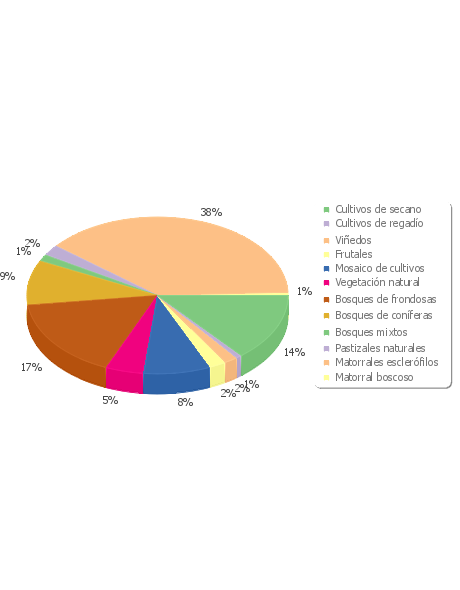 38%
2%
1%
9%
17%
5%
8%
2%
2%
1%
14%
1%
Cultivos de secano
Cultivos de regadío
Viñedos
Frutales
Mosaico de cultivos
Vegetación natural
Bosques de frondosas
Bosques de coníferas
Bosques mixtos
Pastizales naturales
Matorrales esclerófilos
Matorral boscoso